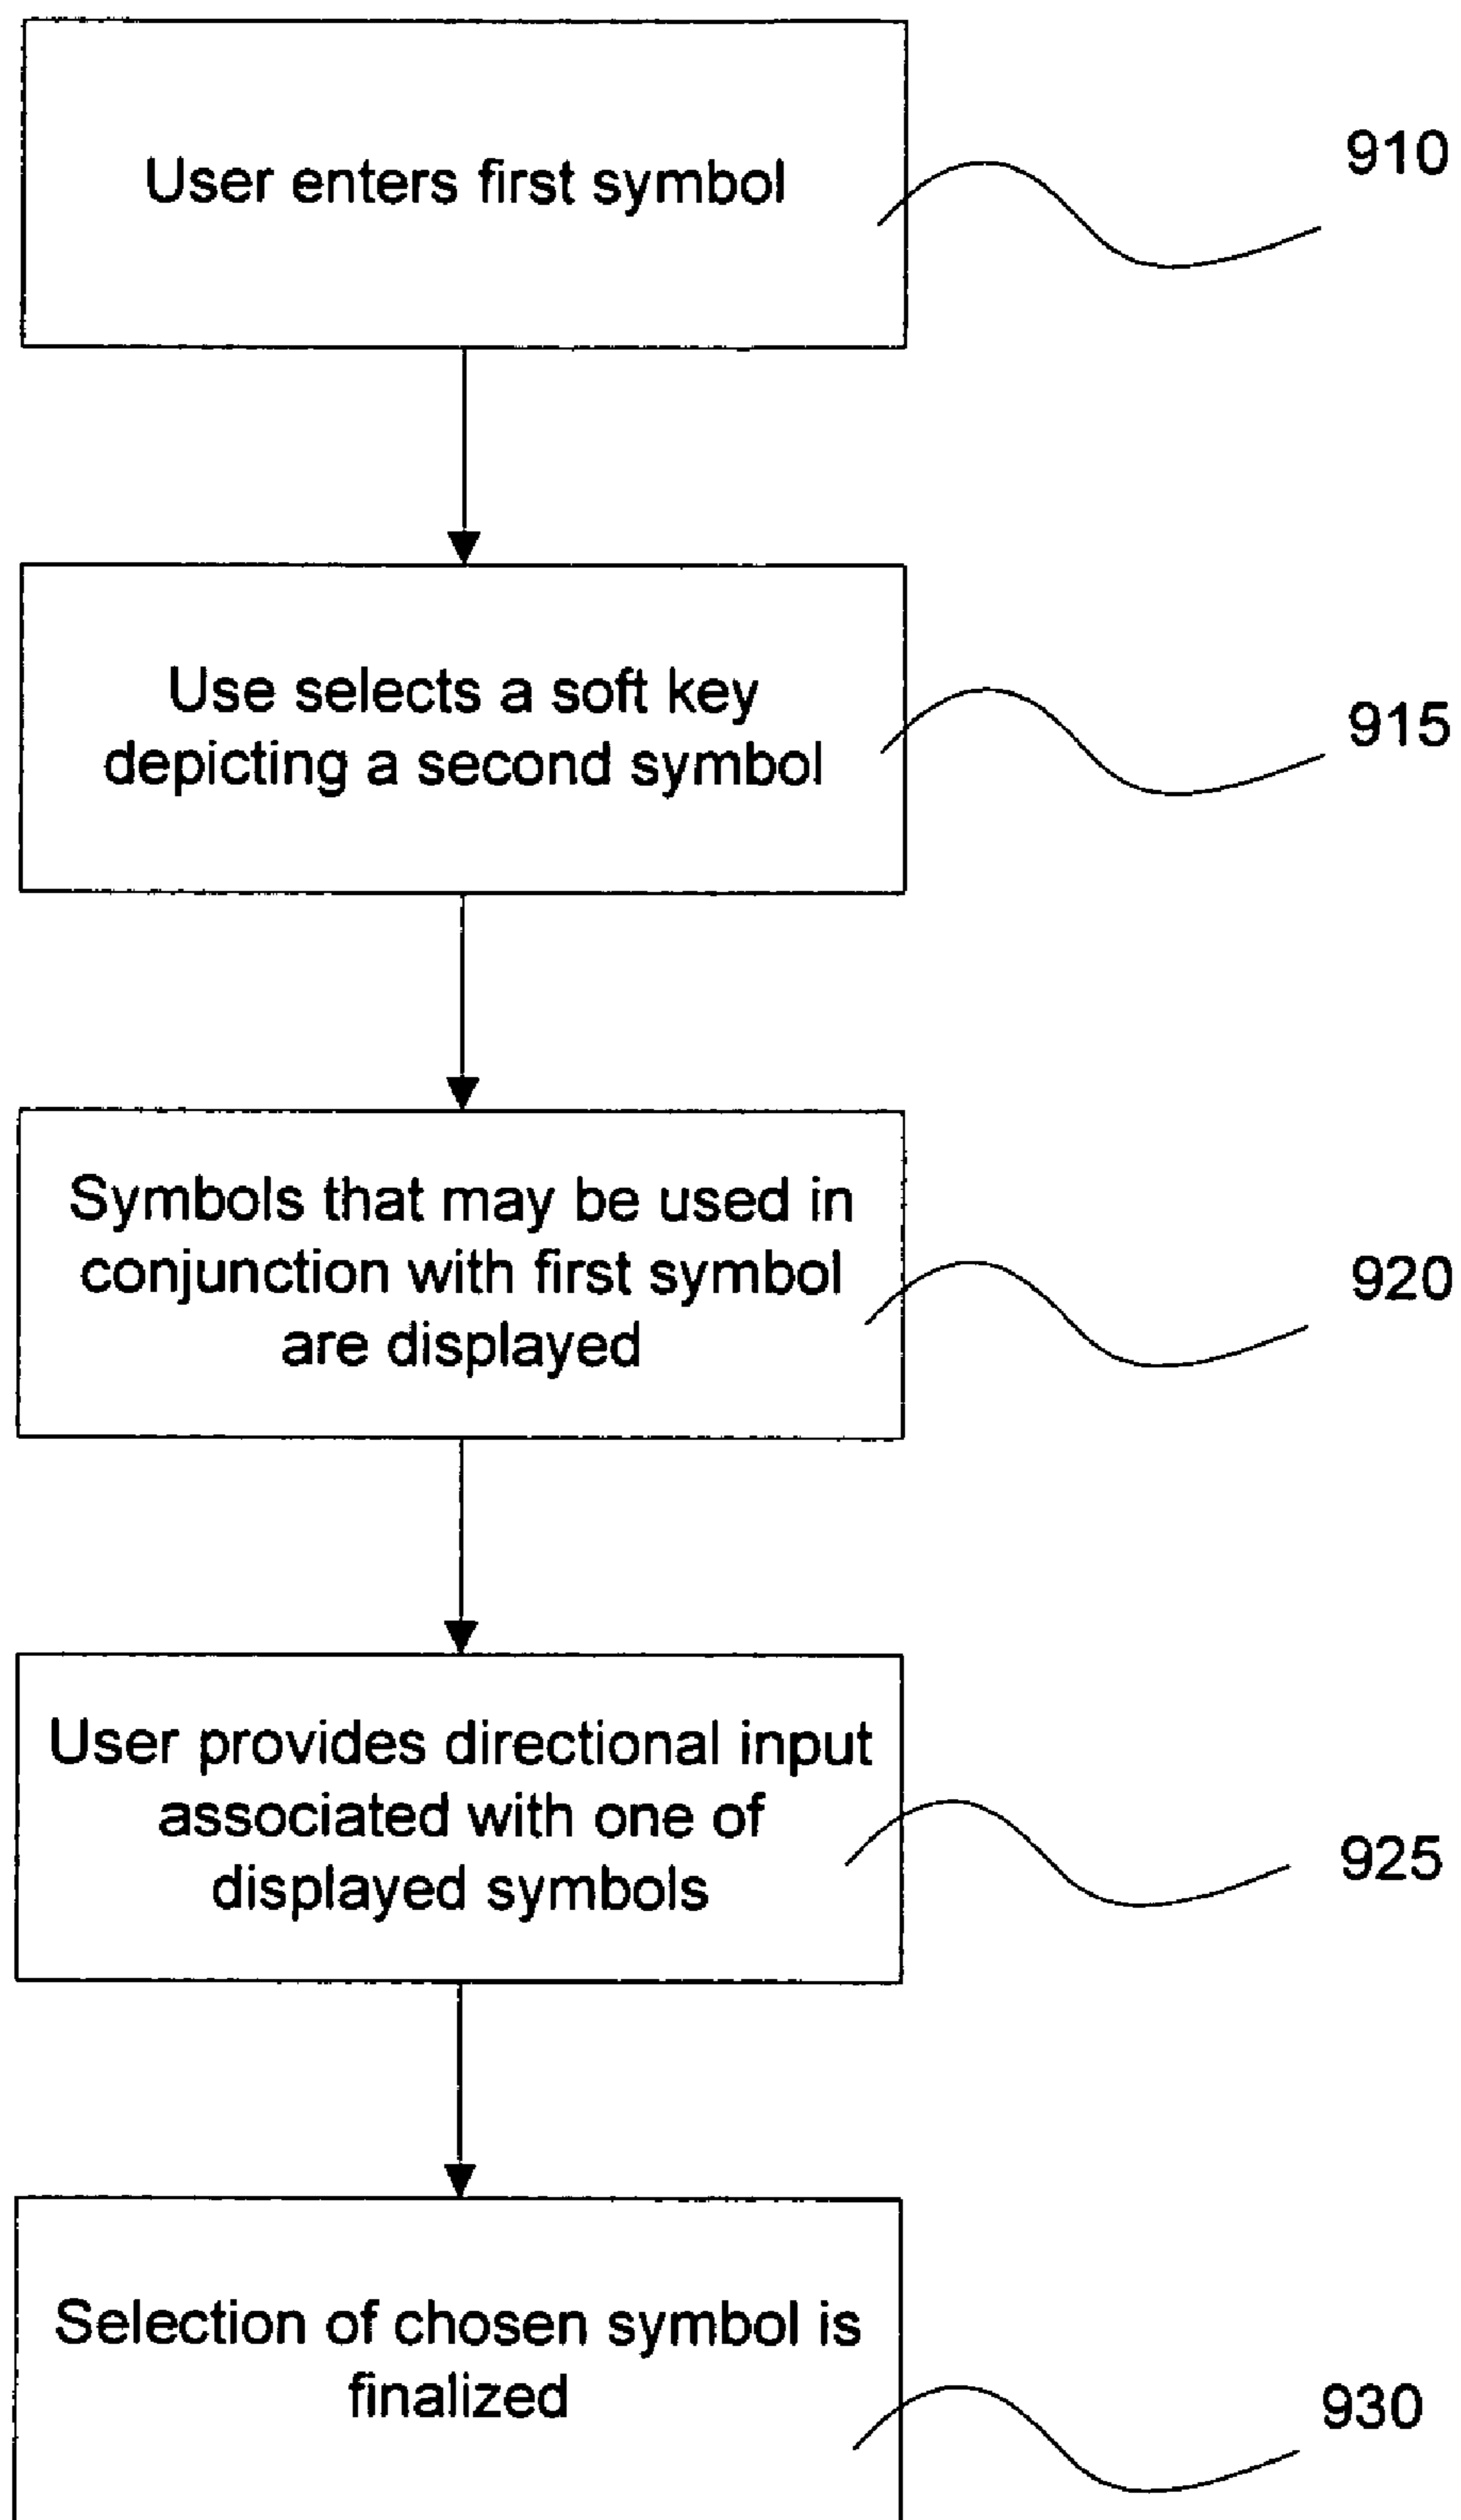 User enters first symbol
910
Use selects a soft key
depicting a second symbol
915
Symbols that may be used in
conjunction with first symbol
are displayed
920
User provides directional input
associated with one of
displayed symbols
925
Selection of chosen symbol is
finalized
930